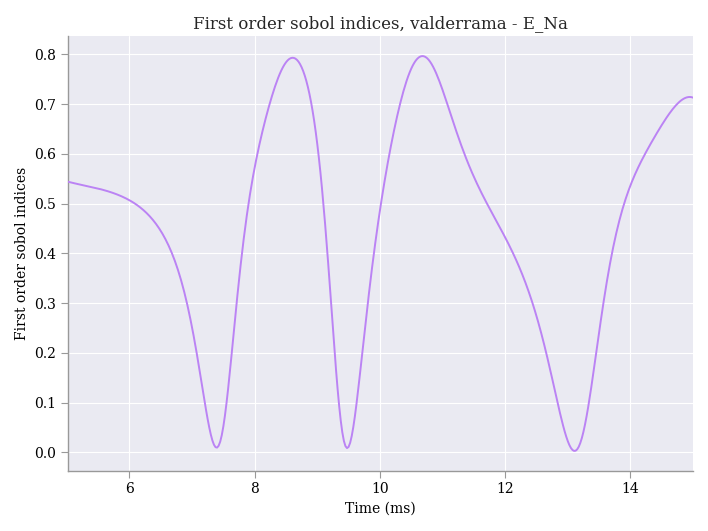 First order sobol indices, valderrama - E_Na
First order sobol indices
0.8
0.7
0.6
0.5
0.4
0.3
0.2
0.1
0.0
6 8 10 12 14
Time (ms)